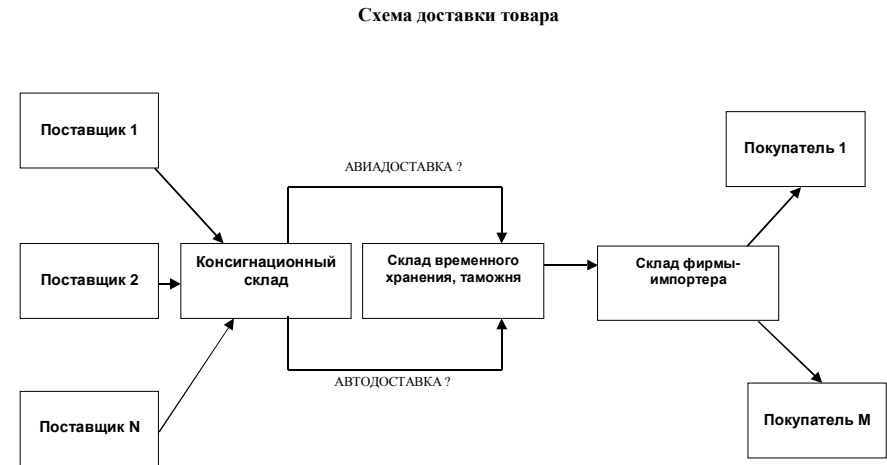 Схема доставки товара
Поставщик 1
Покупатель 1
АВИАДОСТАВКА ?
Поставщик 2
Консигнационный
склад
Склад временного
хранения, таможня
Склад фирмы-
импортера
АВТОДОСТАВКА ?
Поставщик N
Покупатель М